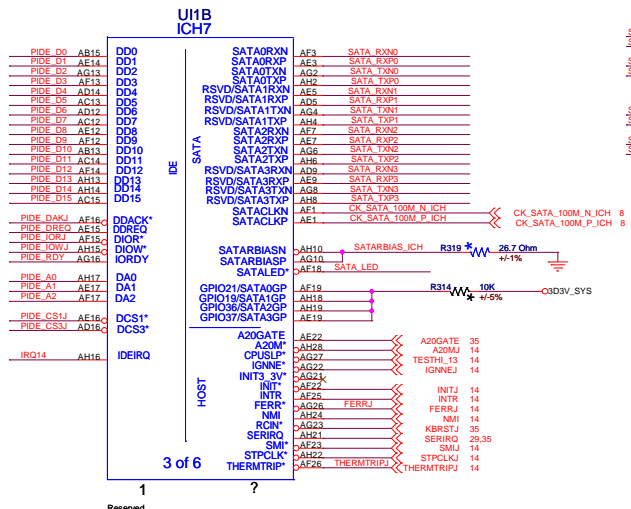 UI1B
ICH7
PIDE_D0 AB15 DD0 SATA0RXN AF3 SATA_RXN0
PIDE_D1 AE14 DD1 SATA0RXP AE3 SATA_RXP0
PIDE_D2 AG13 DD2 SATA0TXN AG2 SATA_TXN0
PIDE_D3 AF13 DD3 SATA0TXP AH2 SATA_TXP0
PIDE_D4 AD14 DD4 RSVD/SATA1RXN AE5 SATA_RXN1
PIDE_D5 AC13 DD5 RSVD/SATA1RXP AD5 SATA_RXP1
PIDE_D6 AD12 DD6 RSVD/SATA1TXN AG4 SATA_TXN1
PIDE_D7 AC12 DD7 RSVD/SATA1TXP AH4 SATA_TXP1
PIDE_D8 AE12 DD8 SATA2RXN AF7 SATA_RXN2
PIDE_D9 AF12 DD9 SATA2RXP AE7 SATA_RXP2
PIDE_D10 AB13 DD10 SATA2TXN AG6 SATA_TXN2
PIDE_D11 AC14 DD11 SATA2TXP AH6 SATA_TXP2
PIDE_D12 AF14 DD12 RSVD/SATA3RXN AD9 SATA_RXN3
PIDE_D13 AH13 DD13 RSVD/SATA3RXP AE9 SATA_RXP3
PIDE_D14 AH14 DD14 RSVD/SATA3TXN AG8 SATA_TXN3
PIDE_D15 AC15 DD15 RSVD/SATA3TXP AH8 SATA_TXP3
IDE
SATA
SATACLKN AF1 CK_SATA_100M_N_ICH CK_SATA_100M_N_ICH 8
SATACLKP AE1 CK_SATA_100M_P_ICH CK_SATA_100M_P_ICH 8
PIDE_DAKJ AF16 DDACK*
PIDE_DREQ AE15 DDREQ
PIDE_IORJ AF15 DIOR*
PIDE_IOWJ AH15 DIOW* SATARBIASN AH10 SATARBIAS_ICH R319 * 26.7 Ohm
PIDE_RDY AG16 IORDY SATARBIASP AG10 +/-1%
SATALED* AF18 SATA_LED
PIDE_A0 AH17 DA0
PIDE_A1 AE17 DA1 GPIO21/SATA0GP AF19 R314 10K 3D3V_SYS
PIDE_A2 AF17 DA2 GPIO19/SATA1GP AH18 * +/-5%
GPIO36/SATA2GP AH19
PIDE_CS1J AE16 DCS1* GPIO37/SATA3GP AE19
PIDE_CS3J AD16 DCS3*
A20GATE AE22 A20GATE 35
A20M* AH28 A20MJ 14
IRQ14 AH16 IDEIRQ CPUSLP* AG27 TESTHI_13 14
IGNNE* AG22 IGNNEJ 14
INIT3_3V* AG21
INIT* AF22 INITJ 14
HOST
INTR AF25 INTR 14
FERR* AG26 FERRJ FERRJ 14
NMI AH24 NMI 14
RCIN* AG23 KBRSTJ 35
SERIRQ AH21 SERIRQ 29,35
SMI* AF23 SMIJ 14
STPCLK* AH22 STPCLKJ 14
THERMTRIP* AF26 THERMTRIPJ THERMTRIPJ 14
3 of 6
1 ?
Reserved